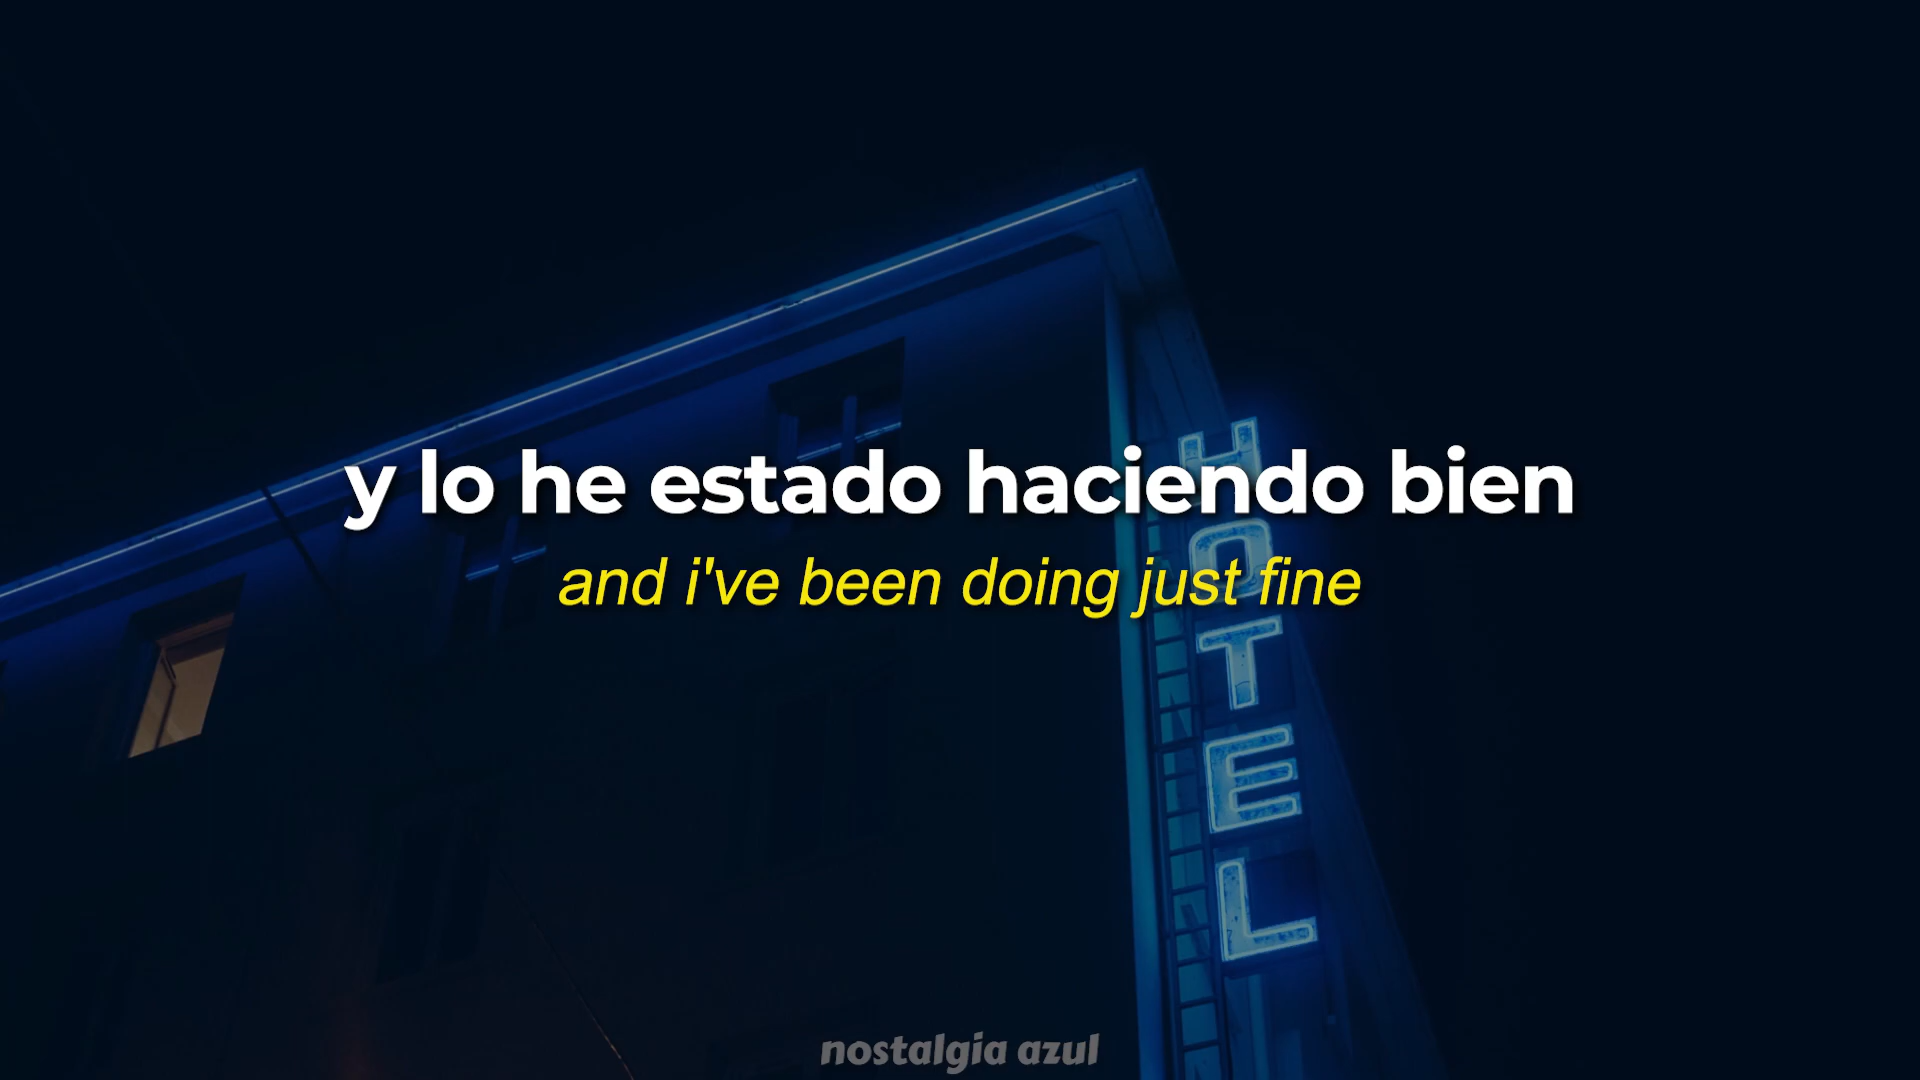 y lo he estado haciendo bien
and i've been doing just fine
HOTEL
nostalgia azul